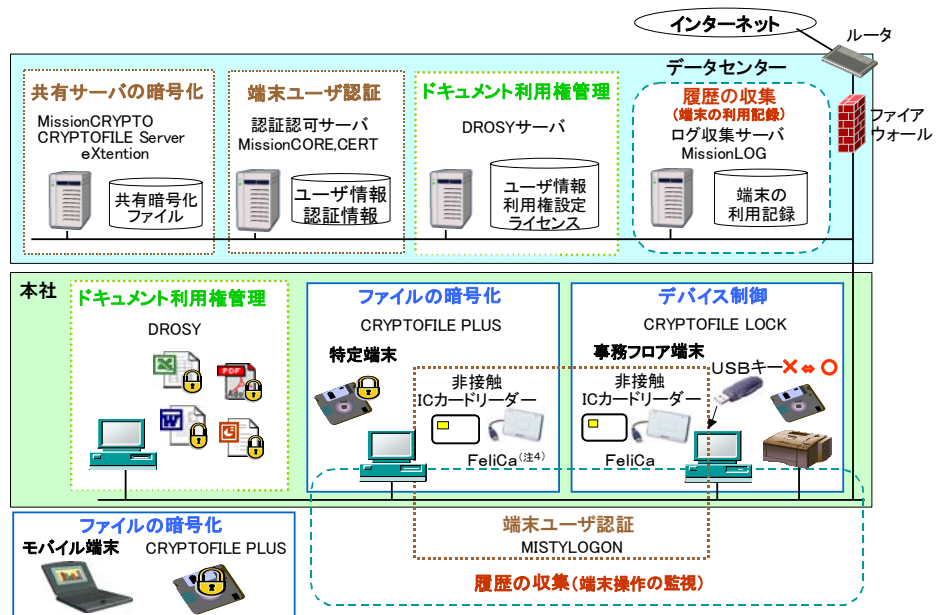 インターネット
ルータ
データセンター
ファイア
ウォール
共有サーバの暗号化
MissionCRYPTO
CRYPTOFILE Server
eXtention
共有暗号化
ファイル
端末ユーザ認証
認証認可サーバ
MissionCORE,CERT
ユーザ情報
認証情報
ドキュメント利用権管理
DROSYサーバ
ユーザ情報
利用権設定
ライセンス
履歴の収集
(端末の利用記録)
ログ収集サーバ
MissionLOG
端末の
利用記録
本社
ドキュメント利用権管理
DROSY
PDF
Ado
W
ファイルの暗号化
CRYPTOFILE PLUS
特定端末
非接触
ICカードリーダー
FeliCa(注4)
デバイス制御
CRYPTOFILE LOCK
事務フロア端末
USBキー× ⇔ ○
非接触
ICカードリーダー
FeliCa
端末ユーザ認証
MISTYLOGON
履歴の収集(端末操作の監視)
ファイルの暗号化
モバイル端末
CRYPTOFILE PLUS